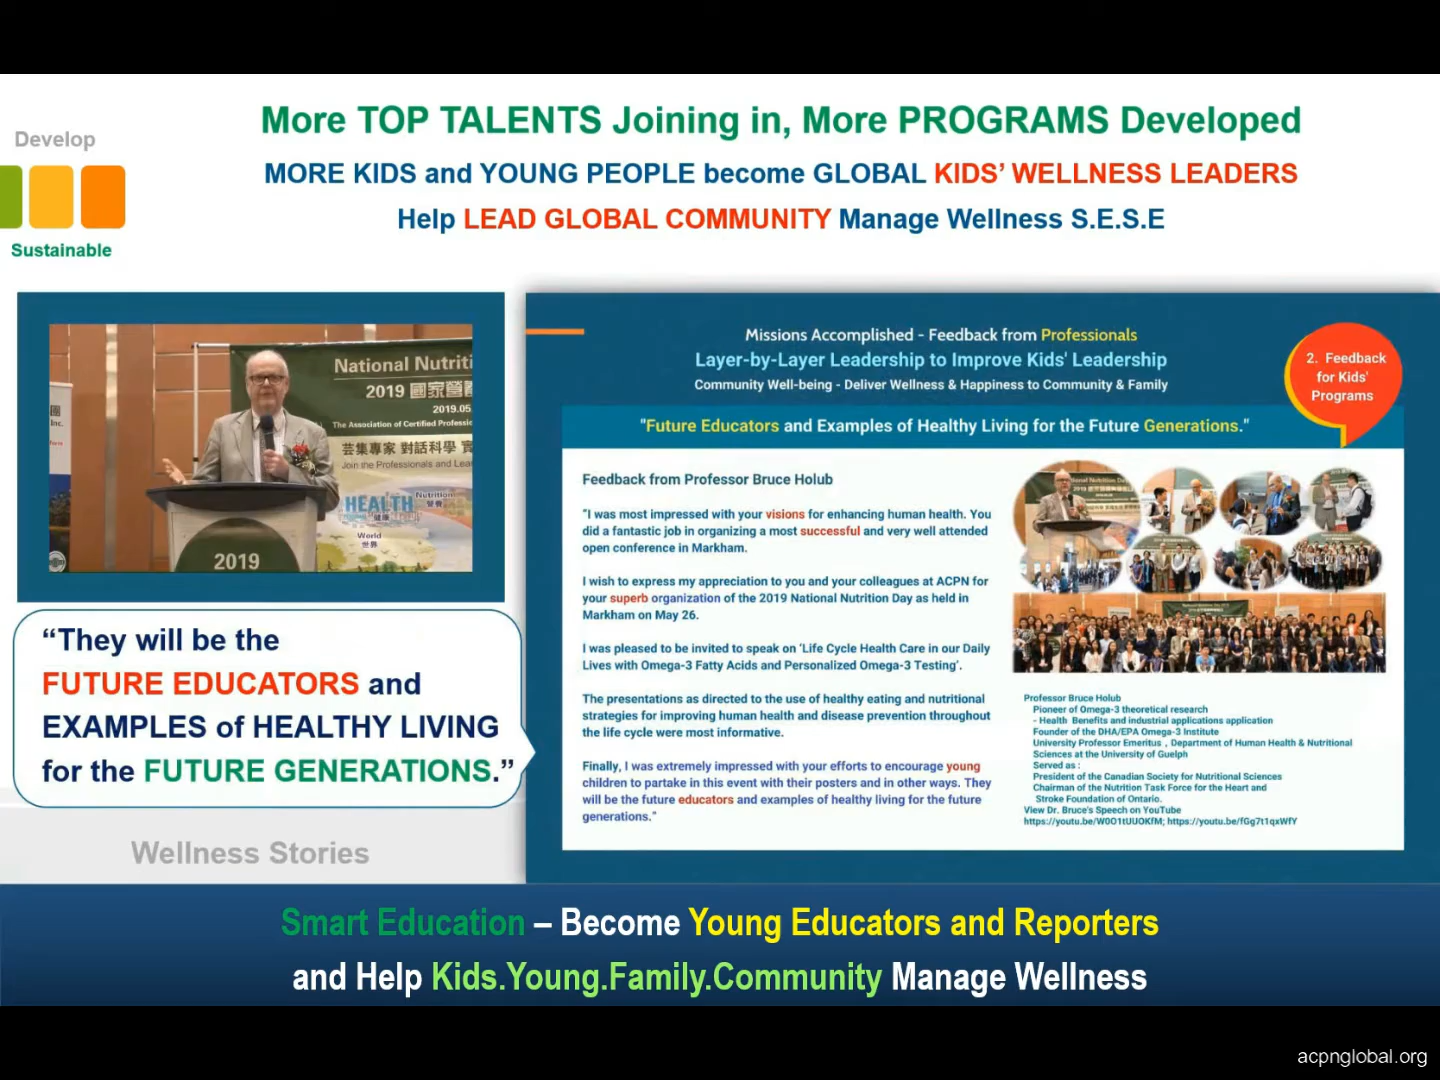 More TOP TALENTS Joining in, More PROGRAMS Developed
Develop
MORE KIDS and YOUNG PEOPLE become GLOBAL KIDS' WELLNESS LEADERS
Help LEAD GLOBAL COMMUNITY Manage Wellness S.E.S.E
Sustainable
National Nutri
2019 國家營
2019.05
The Association of Certified Professio
芸集專家 對話科學
Join the Professionals and Lea
HEALTH
健康
Nutrition
營養
World
世界
2019
團
Inc.
"They will be the
FUTURE EDUCATORS and
EXAMPLES of HEALTHY LIVING
for the FUTURE GENERATIONS."
Wellness Stories
Missions Accomplished - Feedback from Professionals
Layer-by-Layer Leadership to Improve Kids' Leadership
Community Well-being - Deliver Wellness & Happiness to Community & Family
2. Feedback
for Kids'
Programs
"Future Educators and Examples of Healthy Living for the Future Generations."
Feedback from Professor Bruce Holub
"I was most impressed with your visions for enhancing human health. You
did a fantastic job in organizing a most successful and very well attended
open conference in Markham.
I wish to express my appreciation to you and your colleagues at ACPN for
your superb organization of the 2019 National Nutrition Day as held in
Markham on May 26.
I was pleased to be invited to speak on 'Life Cycle Health Care in our Daily
Lives with Omega-3 Fatty Acids and Personalized Omega-3 Testing'.
The presentations as directed to the use of healthy eating and nutritional
strategies for improving human health and disease prevention throughout
the life cycle were most informative.
Finally, I was extremely impressed with your efforts to encourage young
children to partake in this event with their posters and in other ways. They
will be the future educators and examples of healthy living for the future
generations."
Professor Bruce Holub
Pioneer of Omega-3 theoretical research
- Health Benefits and industrial applications application
Founder of the DHA/EPA Omega-3 Institute
University Professor Emeritus , Department of Human Health & Nutritional
Sciences at the University of Guelph
Served as :
President of the Canadian Society for Nutritional Sciences
Chairman of the Nutrition Task Force for the Heart and
Stroke Foundation of Ontario.
View Dr. Bruce's Speech on YouTube
https://youtu.be/W0O1tUUOKfM; https://youtu.be/fGg7t1qxWfY
Smart Education – Become Young Educators and Reporters
and Help Kids.Young.Family.Community Manage Wellness
acpnglobal.org